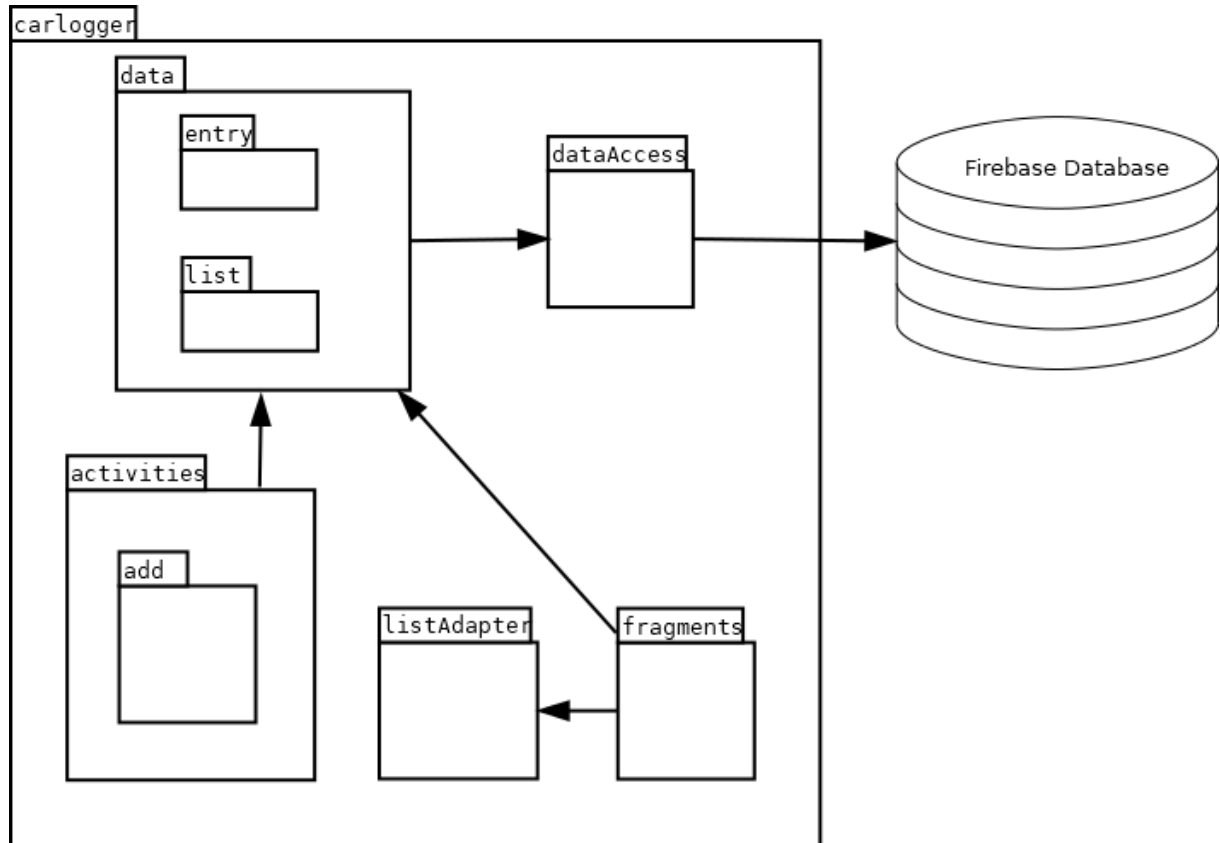 carlogger
data
entry
dataAccess
Firebase Database
list
activities
add
listAdapter
fragments